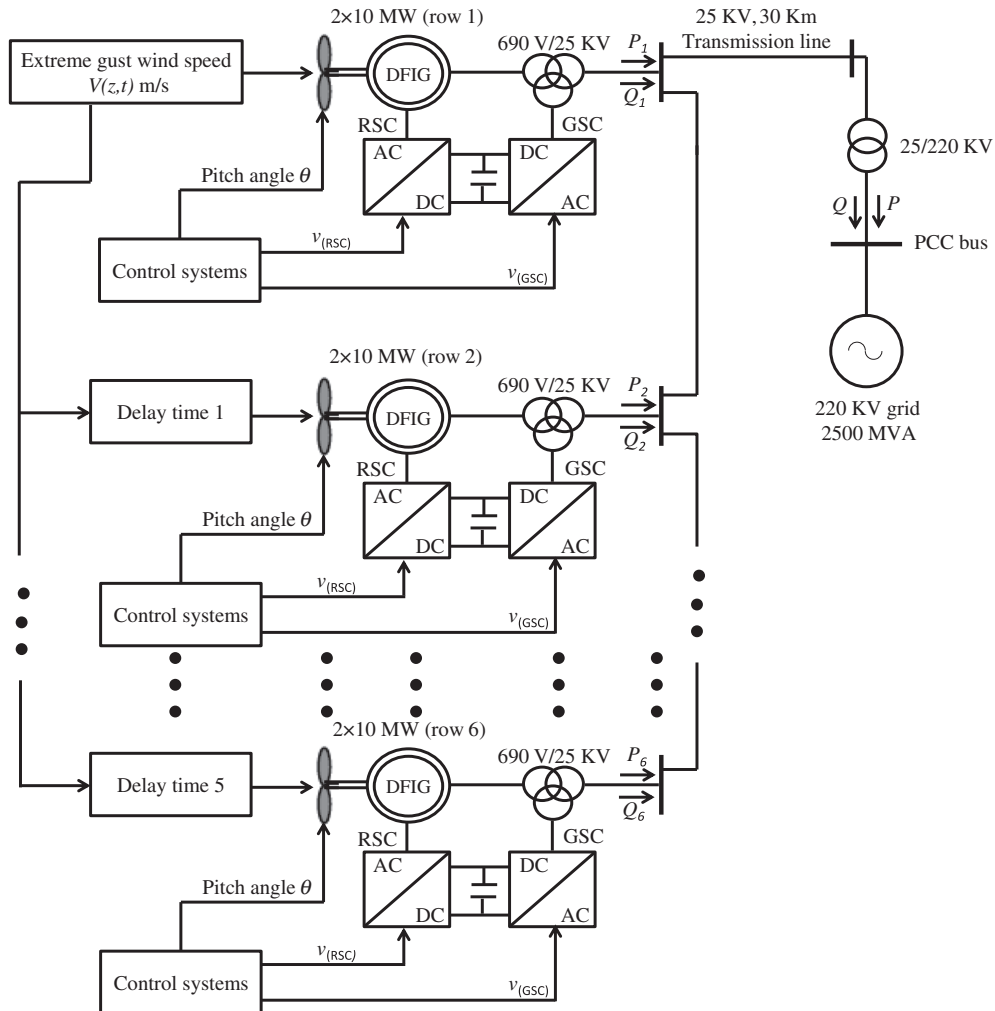 2×10 MW (row 1)
25 KV, 30 Km
Transmission line
Extreme gust wind speed
V(z,t) m/s
DFIG
690 V/25 KV
P1
Q1
RSC
GSC
AC
DC
DC
AC
25/220 KV
Pitch angle θ
Q
P
v(RSC)
PCC bus
Control systems
v(GSC)
2×10 MW (row 2)
690 V/25 KV
P2
Delay time 1
DFIG
Q2
220 KV grid
2500 MVA
RSC
GSC
AC
DC
Pitch angle θ
DC
AC
v(RSC)
Control systems
v(GSC)
2×10 MW (row 6)
690 V/25 KV
P6
Delay time 5
DFIG
Q6
RSC
GSC
AC
DC
Pitch angle θ
DC
AC
v(RSC)
Control systems
v(GSC)